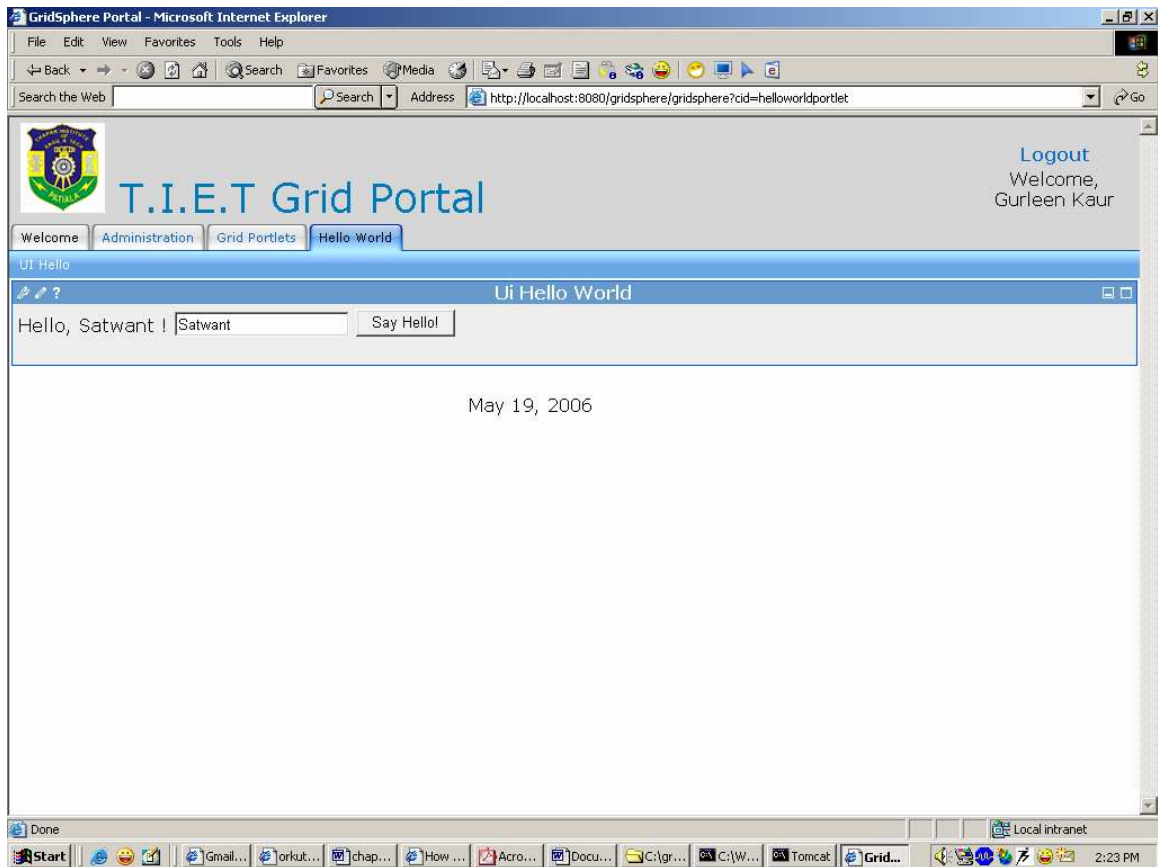 GridSphere Portal - Microsoft Internet Explorer
File Edit View Favorites Tools Help
Back Search Favorites Media
Search the Web Search Address http://localhost:8080/gridsphere/gridsphere?cid=helloworldportlet Go
PATIALA
T.I.E.T Grid Portal
Logout
Welcome,
Gurleen Kaur
Welcome Administration Grid Portlets Hello World
UI Hello
? Ui Hello World
Hello, Satwant ! Satwant Say Hello!
May 19, 2006
Done Local intranet
Start Gmail... orkut... chap... How ... Acro... Docu... C:\gr... C:\W... Tomcat Grid... 2:23 PM